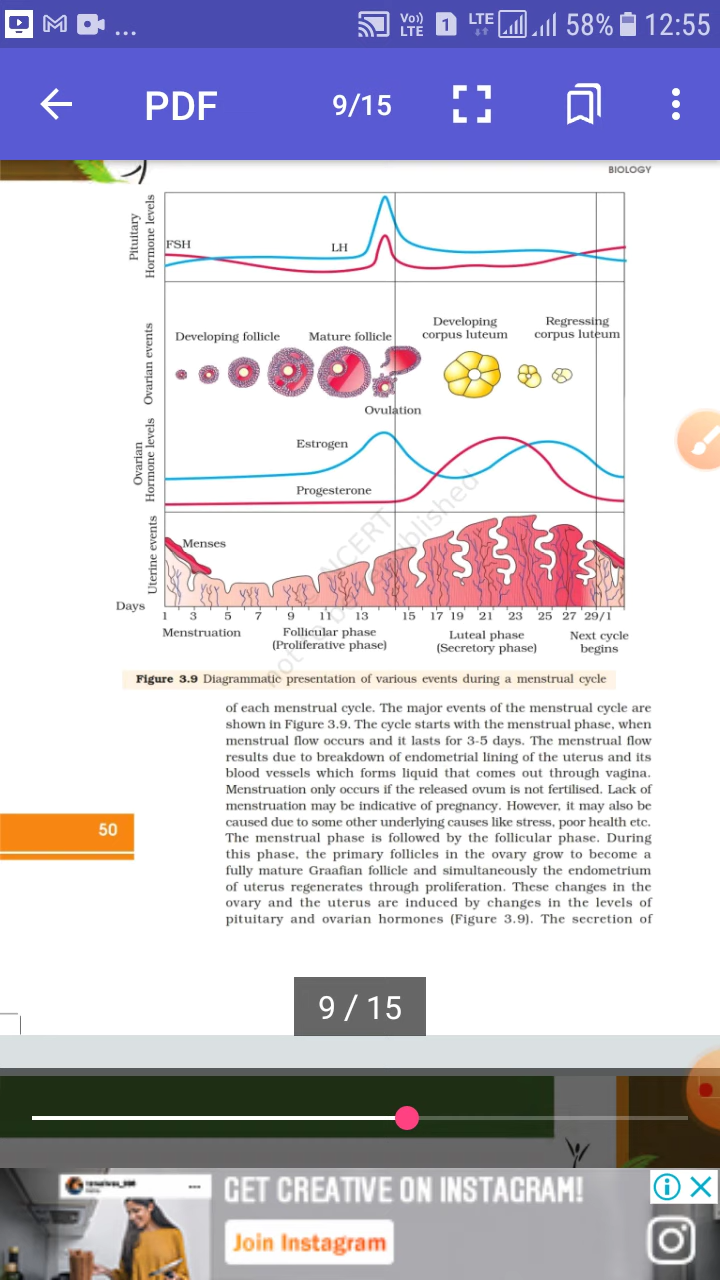 ... Vo) LTE 1 LTE 58% 12:55
PDF 9/15
BIOLOGY
Pituitary
Hormone levels
FSH
LH
Ovarian events
Developing follicle
Mature follicle
Developing
corpus luteum
Regressing
corpus luteum
Ovulation
Ovarian
Hormone levels
Estrogen
Progesterone
Uterine events
Menses
Days
1 3 5 7 9 11 13 15 17 19 21 23 25 27 29/1
Menstruation
Follicular phase
(Proliferative phase)
Luteal phase
(Secretory phase)
Next cycle
begins
Figure 3.9 Diagrammatic presentation of various events during a menstrual cycle
of each menstrual cycle. The major events of the menstrual cycle are
shown in Figure 3.9. The cycle starts with the menstrual phase, when
menstrual flow occurs and it lasts for 3-5 days. The menstrual flow
results due to breakdown of endometrial lining of the uterus and its
blood vessels which forms liquid that comes out through vagina.
Menstruation only occurs if the released ovum is not fertilised. Lack of
menstruation may be indicative of pregnancy. However, it may also be
caused due to some other underlying causes like stress, poor health etc.
The menstrual phase is followed by the follicular phase. During
this phase, the primary follicles in the ovary grow to become a
fully mature Graafian follicle and simultaneously the endometrium
of uterus regenerates through proliferation. These changes in the
ovary and the uterus are induced by changes in the levels of
pituitary and ovarian hormones (Figure 3.9). The secretion of
50
9 / 15
GET CREATIVE ON INSTAGRAM!
Join Instagram